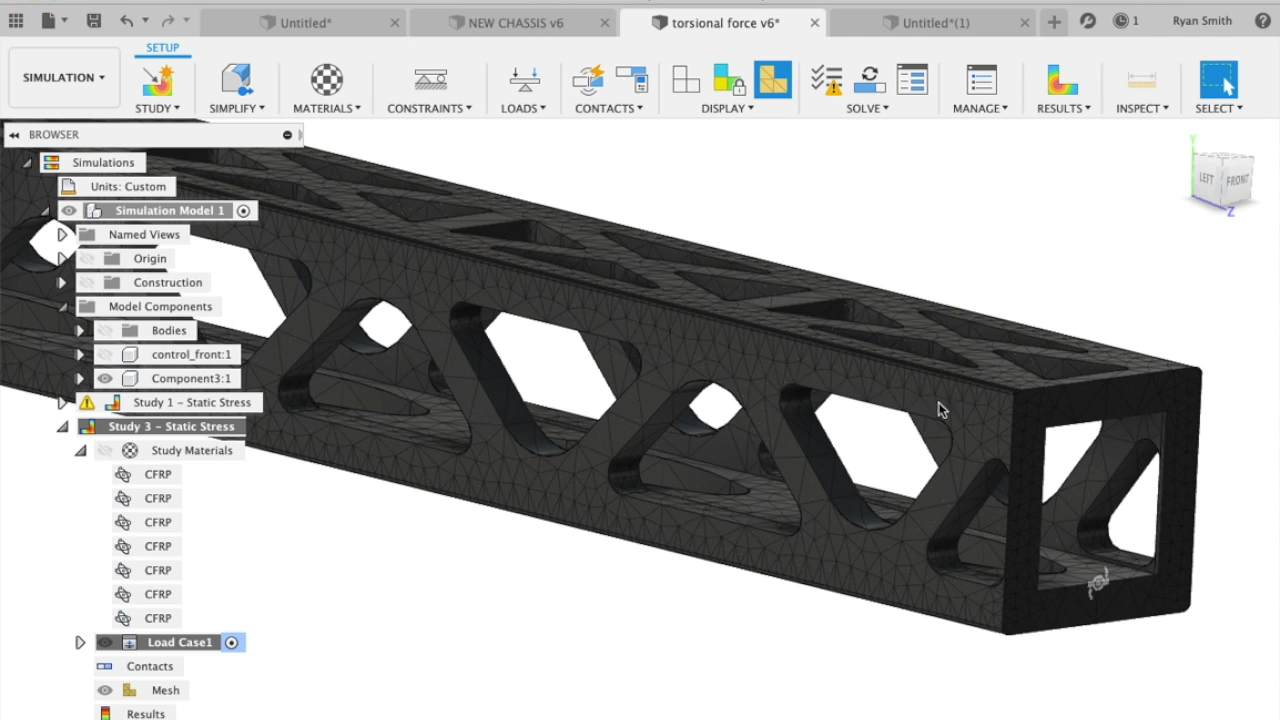 Untitled*
NEW CHASSIS v6
torsional force v6*
Untitled*(1)
1
Ryan Smith
SETUP
SIMULATION
STUDY
SIMPLIFY
MATERIALS
CONSTRAINTS
LOADS
CONTACTS
DISPLAY
SOLVE
MANAGE
RESULTS
INSPECT
SELECT
BROWSER
Simulations
Units: Custom
Simulation Model 1
Named Views
Origin
Construction
Model Components
Bodies
control_front:1
Component3:1
Study 1 - Static Stress
Study 3 - Static Stress
Study Materials
CFRP
CFRP
CFRP
CFRP
CFRP
CFRP
CFRP
Load Case1
Contacts
Mesh
Results
Y
LEFT
FRONT
Z